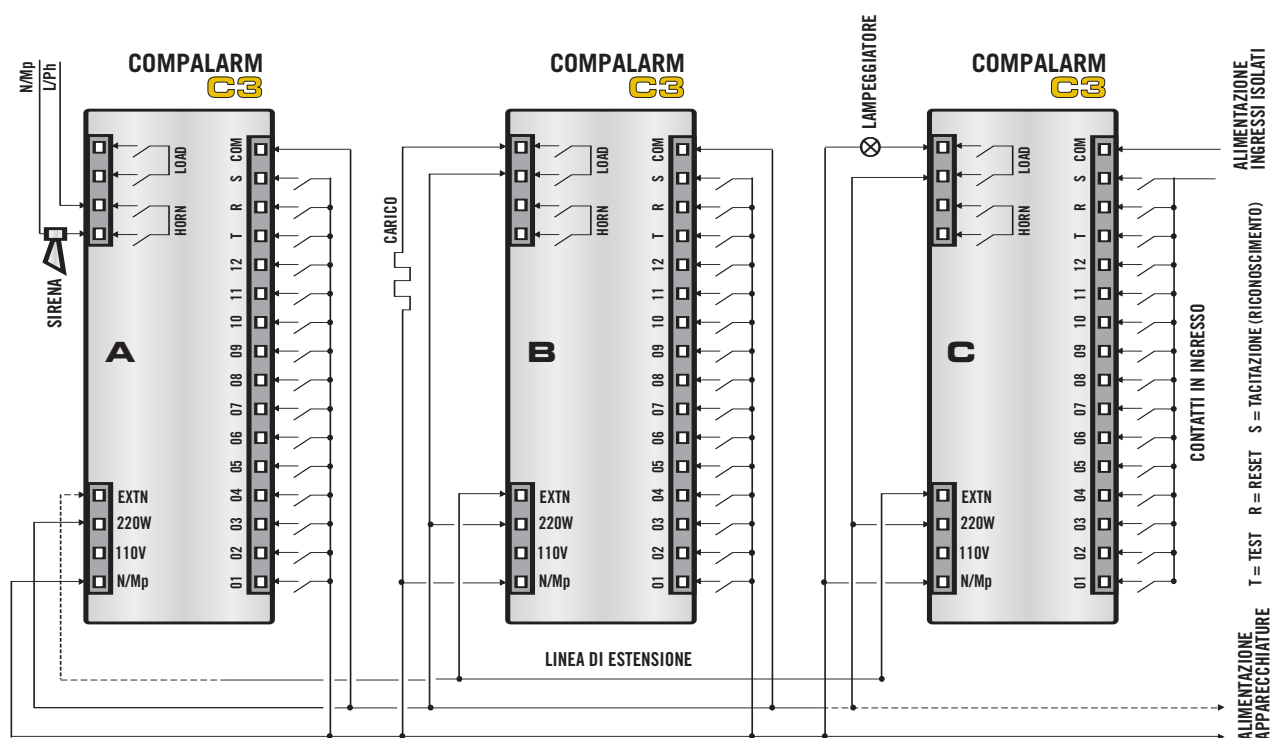 N/Mp
L/Ph
COMPALARM
C3
LOAD
HORN
SIRENA
A
COM
S
R
T
12
11
10
09
08
07
06
05
04
03
02
01
EXTN
220W
110V
N/Mp
CARICO
COMPALARM
C3
LOAD
HORN
B
COM
S
R
T
12
11
10
09
08
07
06
05
04
03
02
01
EXTN
220W
110V
N/Mp
LAMPEGGIATORE
COMPALARM
C3
LOAD
HORN
C
COM
S
R
T
12
11
10
09
08
07
06
05
04
03
02
01
EXTN
220W
110V
N/Mp
LINEA DI ESTENSIONE
CONTATTI IN INGRESSO
ALIMENTAZIONE
INGRESSI ISOLATI
T = TEST R = RESET S = TACITAZIONE (RICONOSCIMENTO)
ALIMENTAZIONE
APPARECCHIATURE